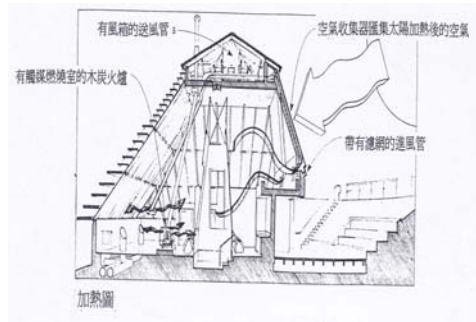 有風箱的送風管
空氣收集器匯集太陽加熱後的空氣
有觸媒燃燒室的木炭火爐
帶有濾網的進風管
加熱圖